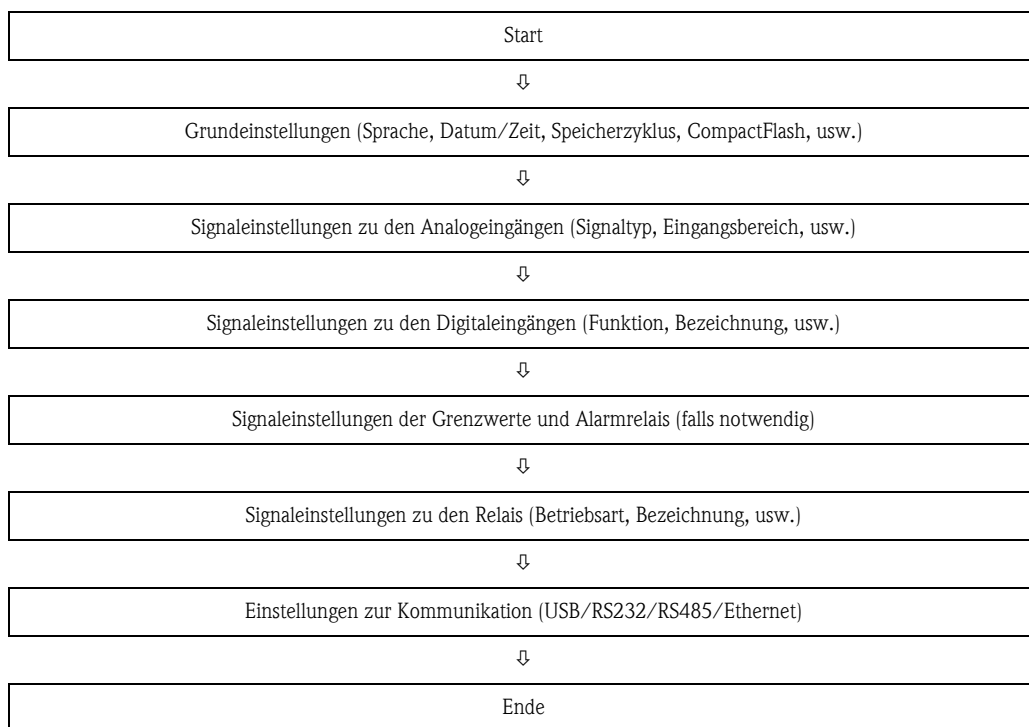 Start
⇩
Grundeinstellungen (Sprache, Datum/Zeit, Speicherzyklus, CompactFlash, usw.)
⇩
Signaleinstellungen zu den Analogeingängen (Signaltyp, Eingangsbereich, usw.)
⇩
Signaleinstellungen zu den Digitaleingängen (Funktion, Bezeichnung, usw.)
⇩
Signaleinstellungen der Grenzwerte und Alarmrelais (falls notwendig)
⇩
Signaleinstellungen zu den Relais (Betriebsart, Bezeichnung, usw.)
⇩
Einstellungen zur Kommunikation (USB/RS232/RS485/Ethernet)
⇩
Ende